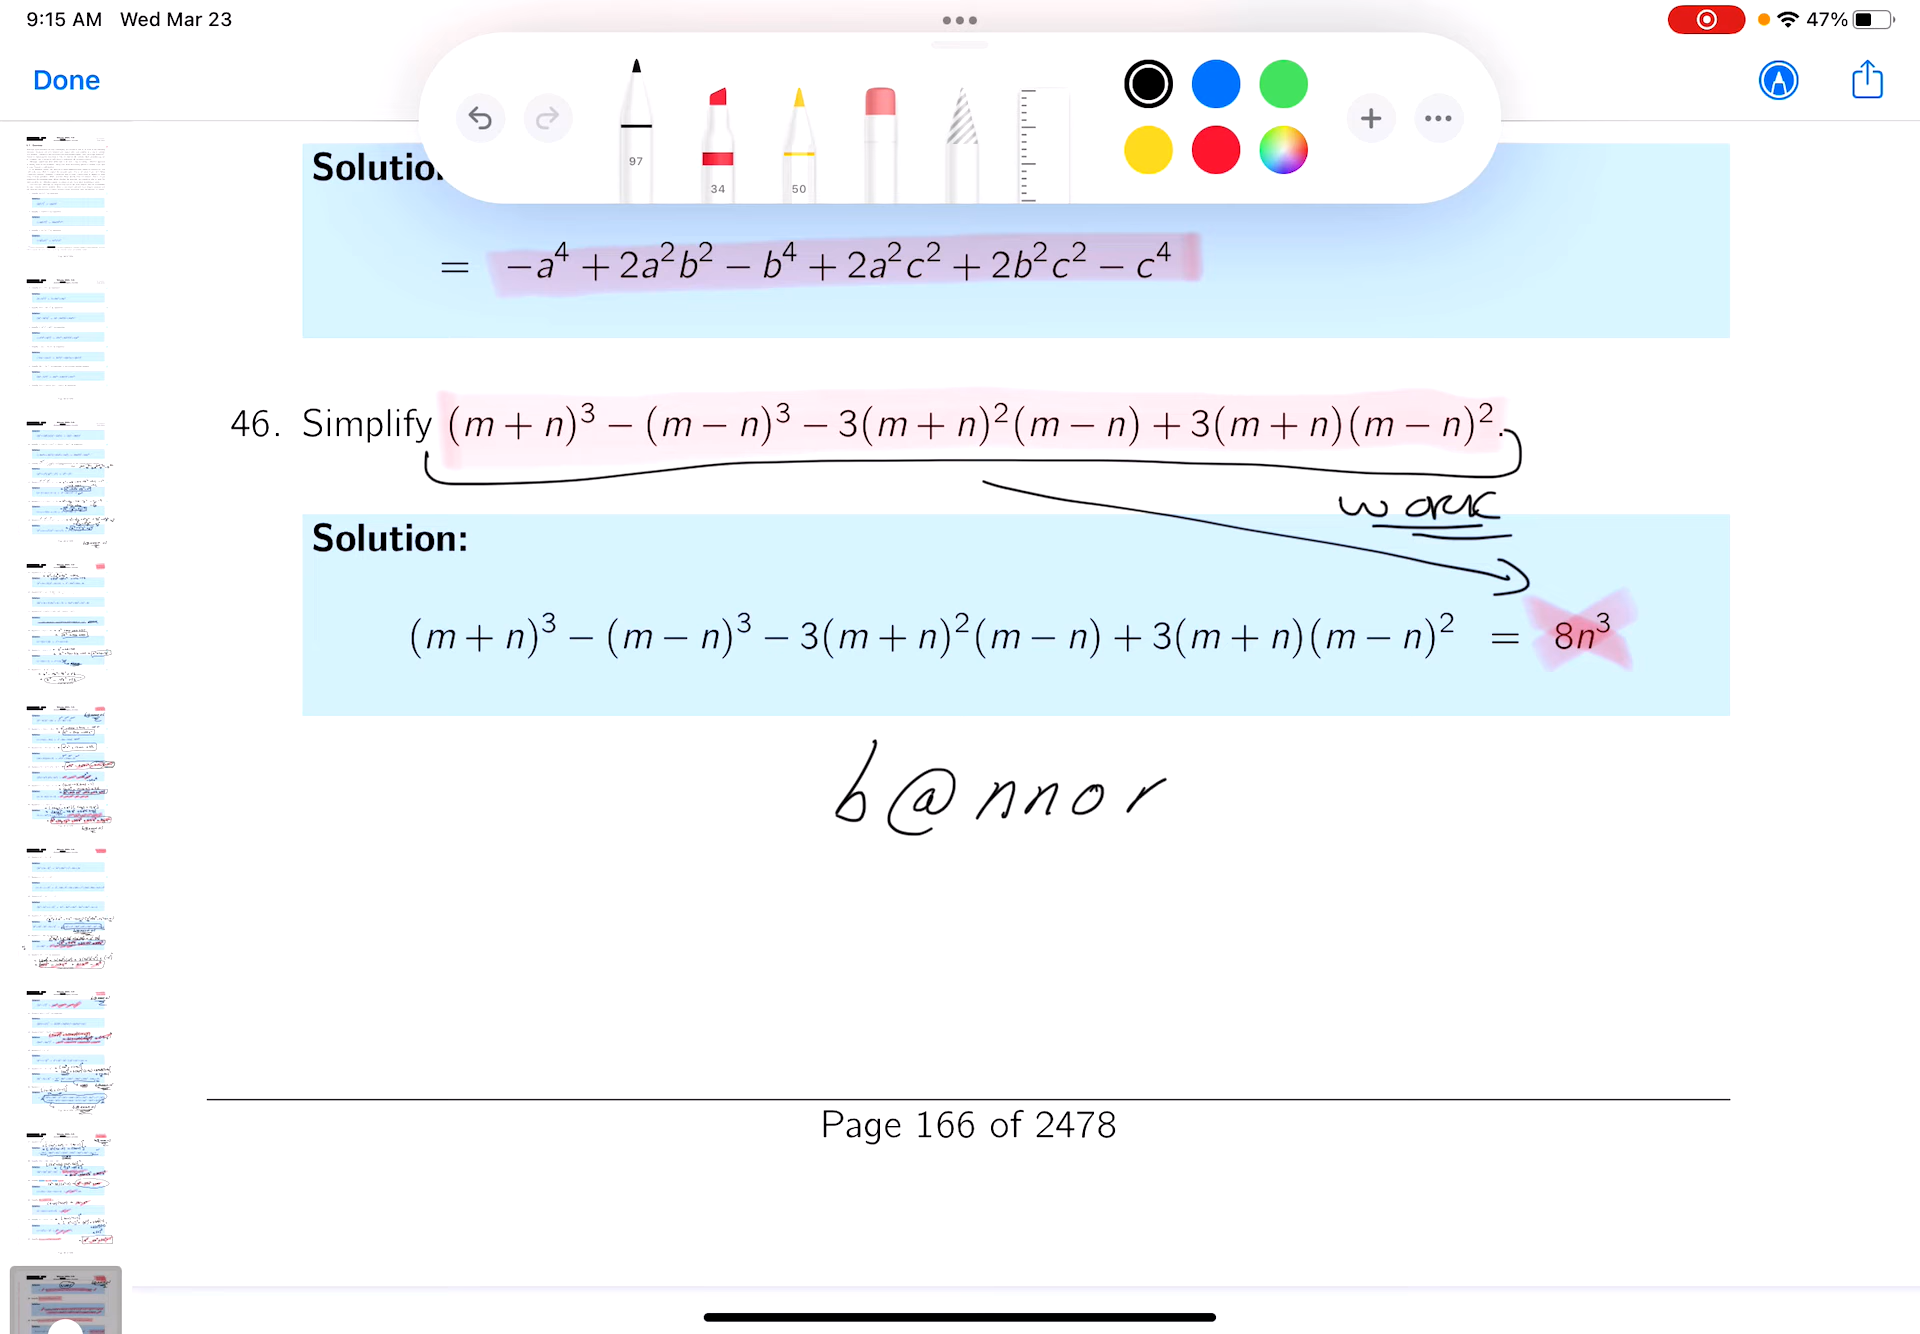 9:15 AM Wed Mar 23
47%
Done
97
34
50
Solutio
= −a⁴ + 2a²b² − b⁴ + 2a²c² + 2b²c² − c⁴
46. Simplify (m + n)³ − (m − n)³ − 3(m + n)²(m − n) + 3(m + n)(m − n)².
WORK
Solution:
(m + n)³ − (m − n)³ − 3(m + n)²(m − n) + 3(m + n)(m − n)² = 8n³
b@nnor
Page 166 of 2478